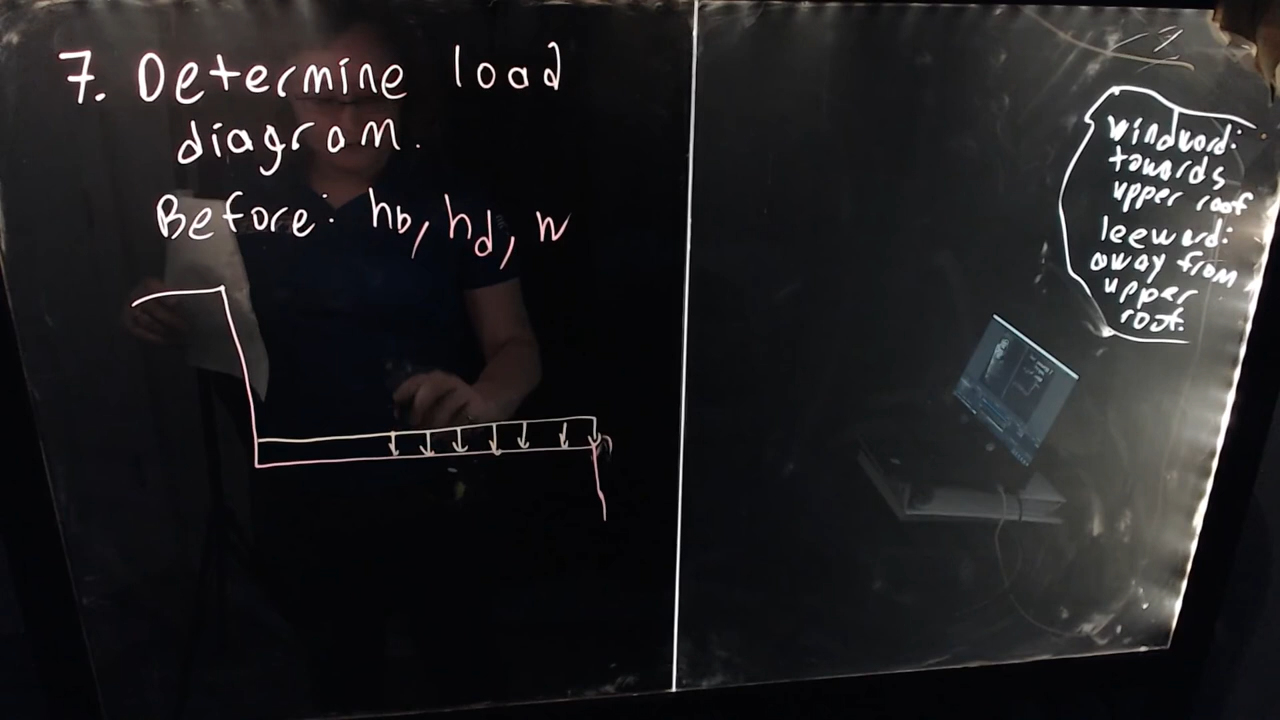 7. Determine load
diagram.
Before: hb, hd, w
windward:
towards
upper roof
leeward:
away from
upper
roof.